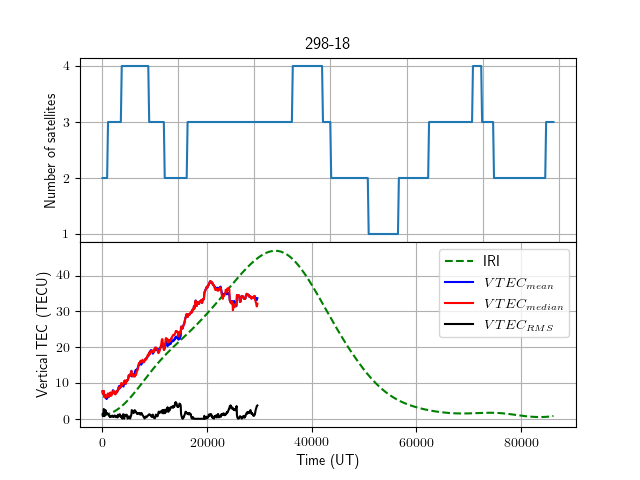 298-18
Number of satellites
4
3
2
1
Vertical TEC (TECU)
40
30
20
10
0
IRI
VTEC_mean
VTEC_median
VTEC_RMS
0 20000 40000 60000 80000
Time (UT)